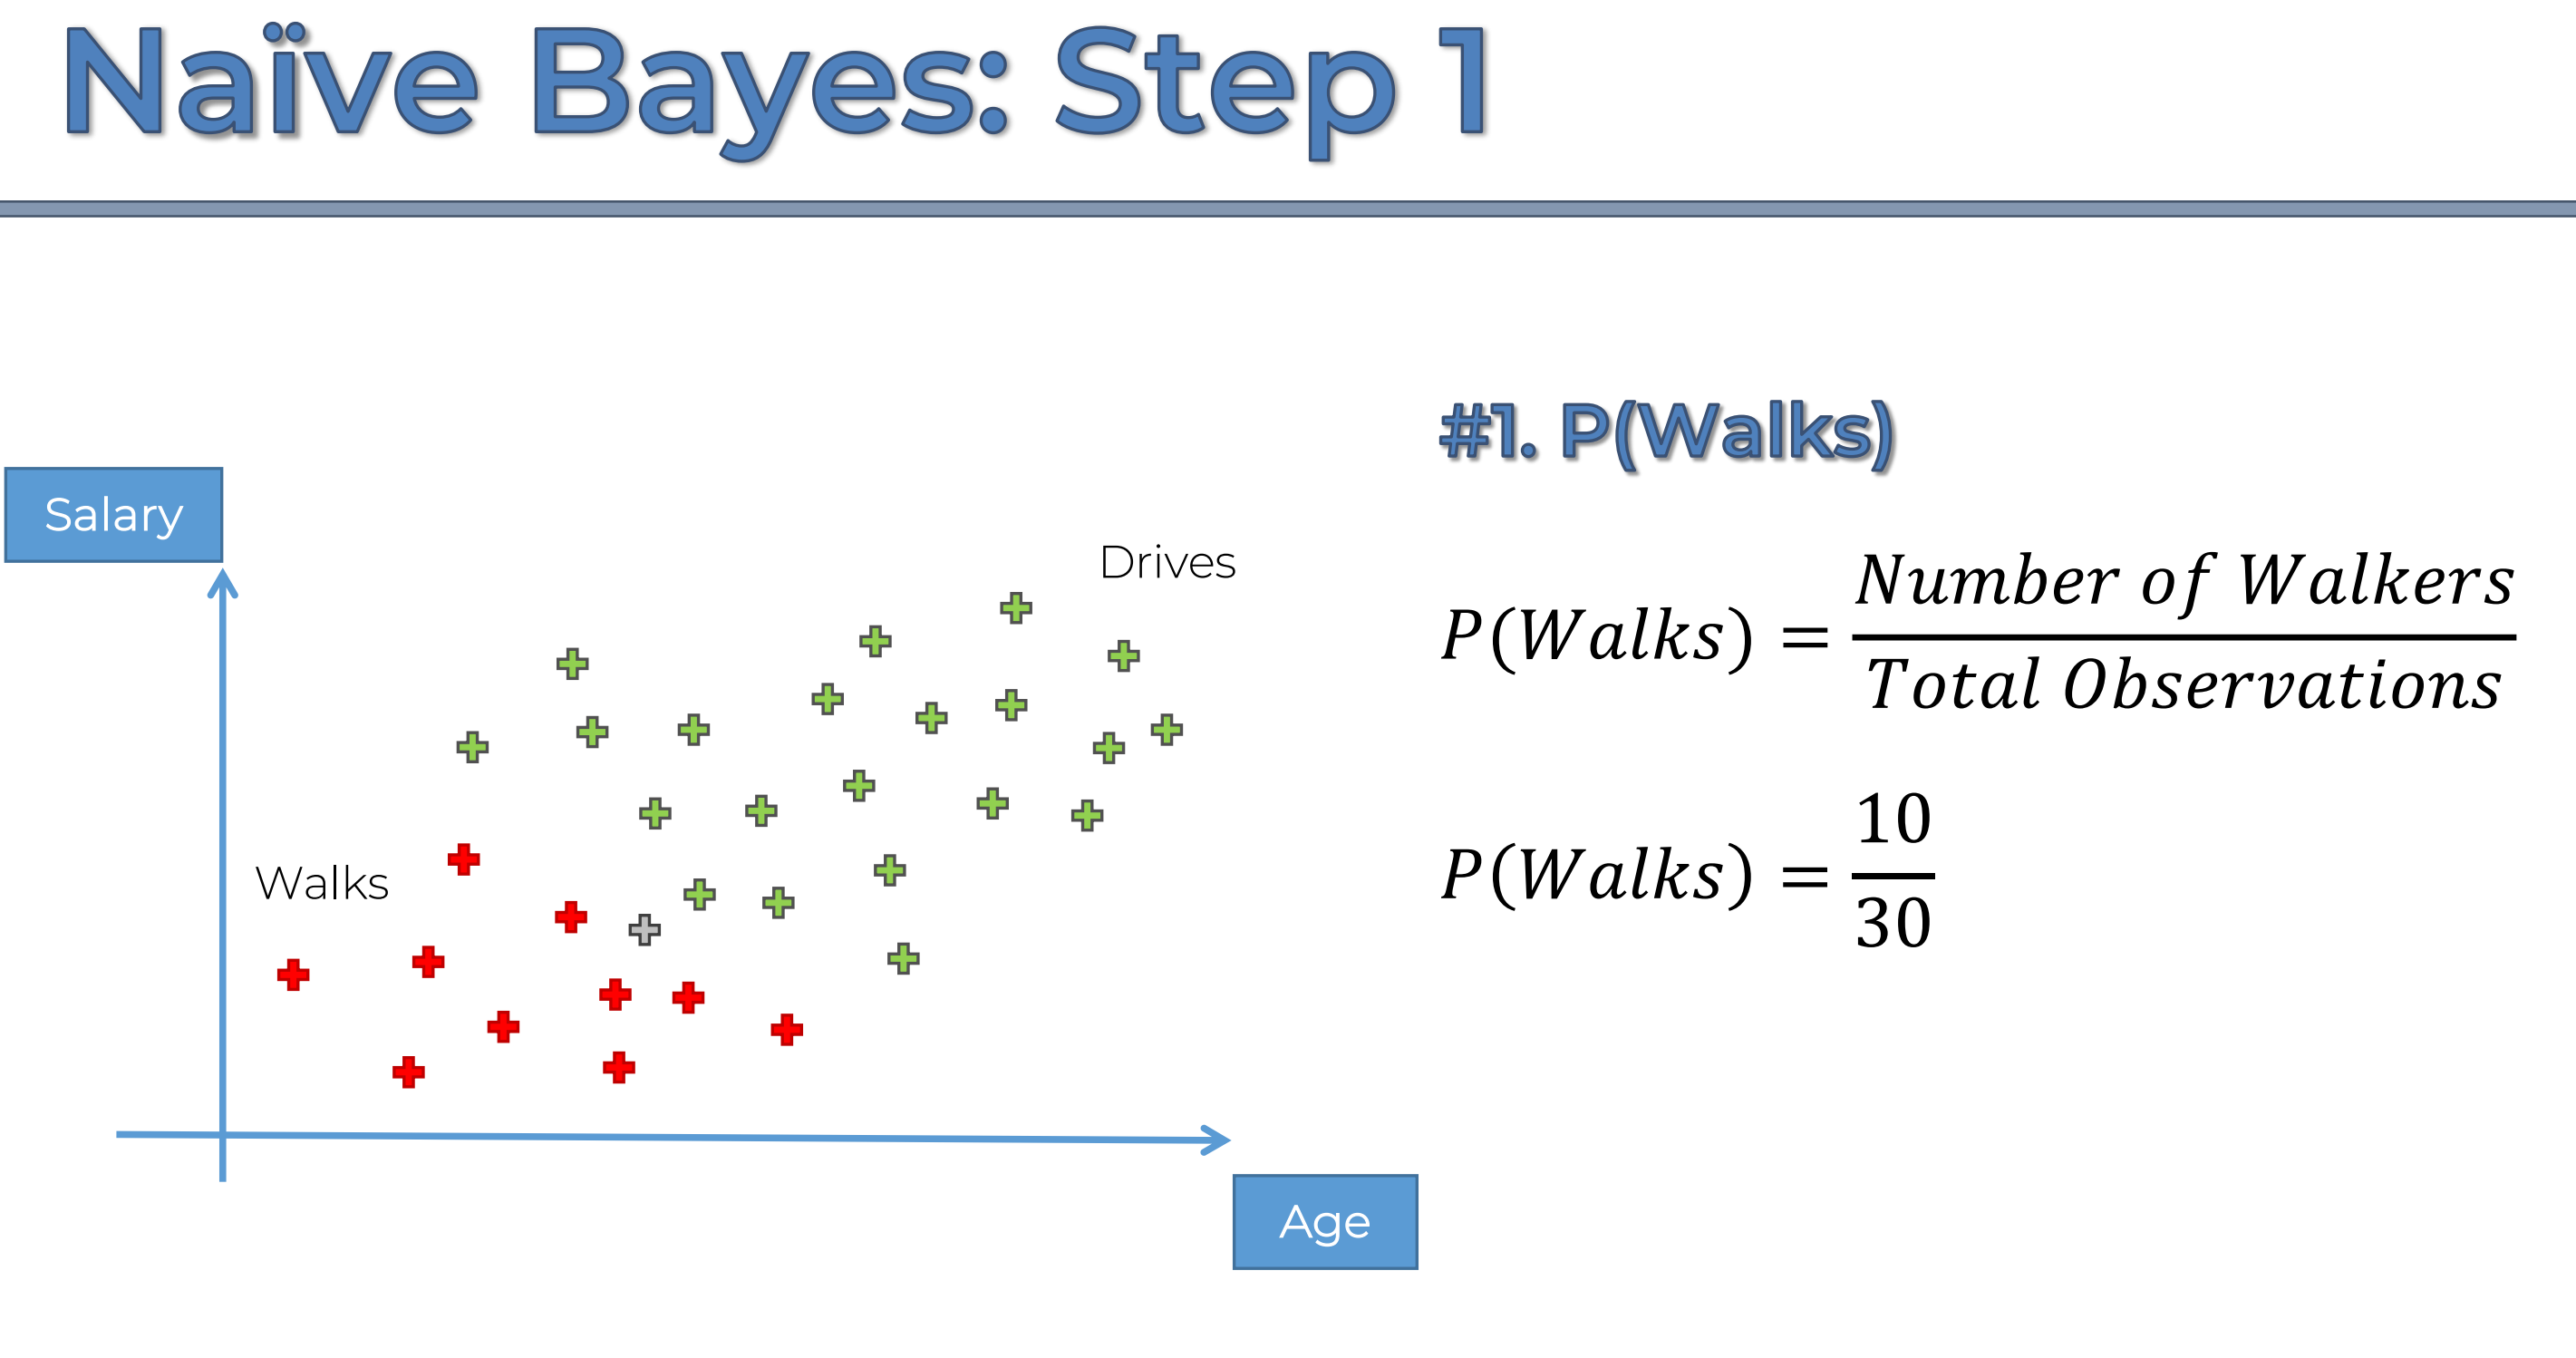 Naïve Bayes: Step 1
#1. P(Walks)
Salary
Drives
P(Walks) = Number of Walkers / Total Observations
Walks
P(Walks) = 10 / 30
Age